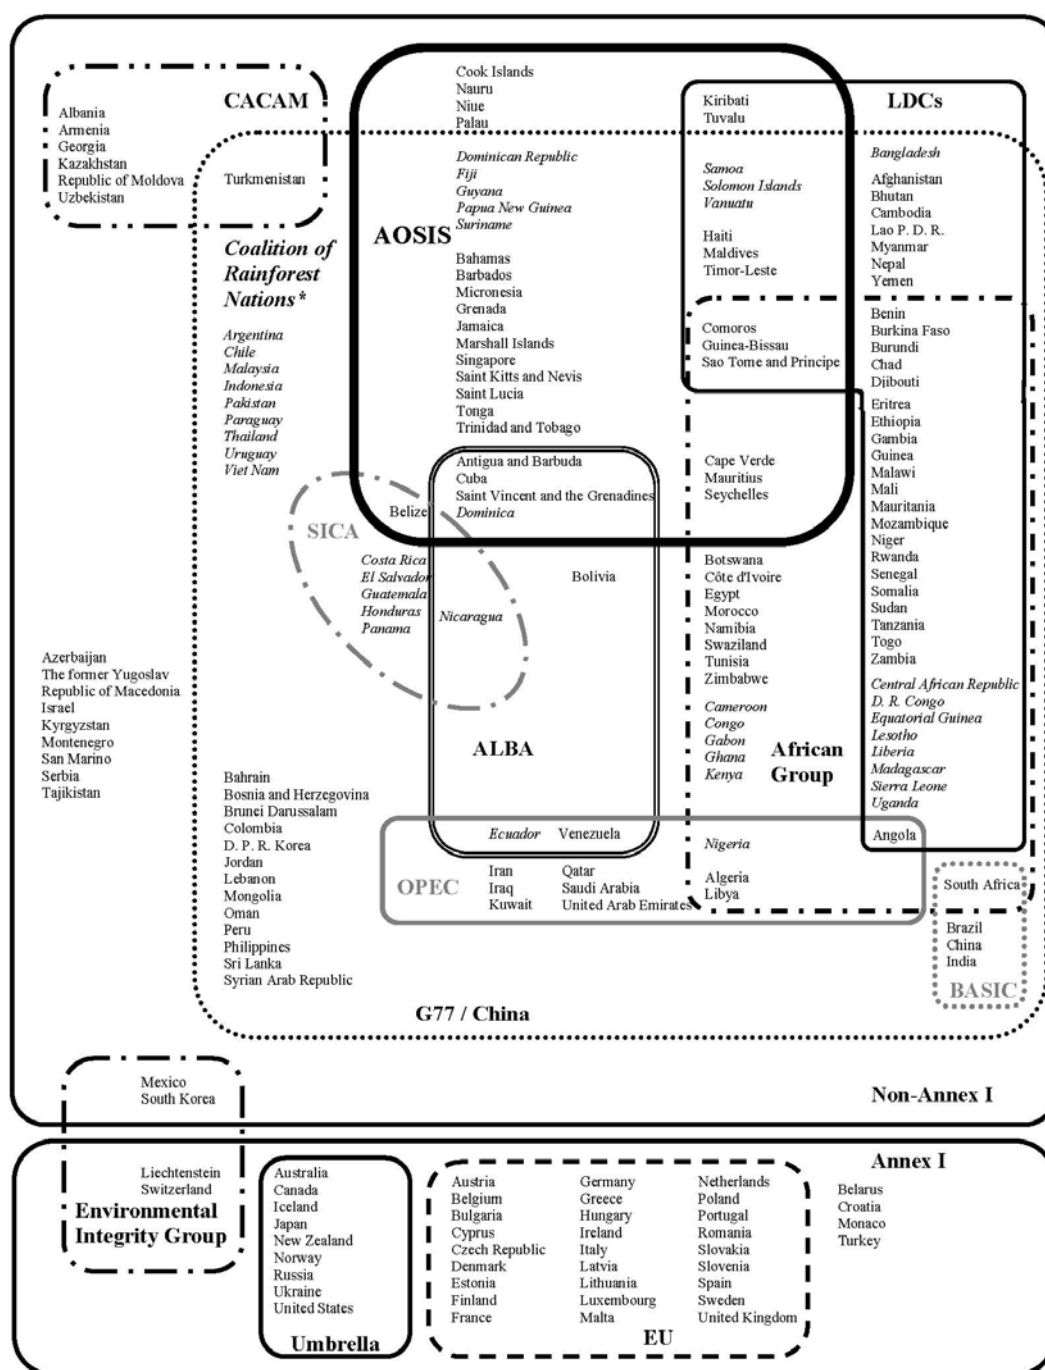 CACAM
Albania
Armenia
Georgia
Kazakhstan
Republic of Moldova
Uzbekistan
Turkmenistan
Cook Islands
Nauru
Niue
Palau
Kiribati
Tuvalu
LDCs
Dominican Republic
Fiji
Guyana
Papua New Guinea
Suriname
AOSIS
Bahamas
Barbados
Micronesia
Grenada
Jamaica
Marshall Islands
Singapore
Saint Kitts and Nevis
Saint Lucia
Tonga
Trinidad and Tobago
Samoa
Solomon Islands
Vanuatu
Haiti
Maldives
Timor-Leste
Bangladesh
Afghanistan
Bhutan
Cambodia
Lao P. D. R.
Myanmar
Nepal
Yemen
Coalition of
Rainforest
Nations*
Argentina
Chile
Malaysia
Indonesia
Pakistan
Paraguay
Thailand
Uruguay
Viet Nam
Comoros
Guinea-Bissau
Sao Tome and Principe
Benin
Burkina Faso
Burundi
Chad
Djibouti
Eritrea
Ethiopia
Gambia
Guinea
Malawi
Mali
Mauritania
Mozambique
Niger
Rwanda
Senegal
Somalia
Sudan
Tanzania
Togo
Zambia
Central African Republic
D. R. Congo
Equatorial Guinea
Lesotho
Liberia
Madagascar
Sierra Leone
Uganda
Angola
Antigua and Barbuda
Cuba
Saint Vincent and the Grenadines
Dominica
Cape Verde
Mauritius
Seychelles
SICA
Belize
Costa Rica
El Salvador
Guatemala
Honduras
Panama
Nicaragua
Bolivia
ALBA
Botswana
Côte d'Ivoire
Egypt
Morocco
Namibia
Swaziland
Tunisia
Zimbabwe
Cameroon
Congo
Gabon
Ghana
Kenya
African
Group
Azerbaijan
The former Yugoslav
Republic of Macedonia
Israel
Kyrgyzstan
Montenegro
San Marino
Serbia
Tajikistan
Bahrain
Bosnia and Herzegovina
Brunei Darussalam
Colombia
D. P. R. Korea
Jordan
Lebanon
Mongolia
Oman
Peru
Philippines
Sri Lanka
Syrian Arab Republic
OPEC
Ecuador Venezuela
Iran Qatar
Iraq Saudi Arabia
Kuwait United Arab Emirates
Nigeria
Algeria
Libya
South Africa
Brazil
China
India
BASIC
G77 / China
Non-Annex I
Mexico
South Korea
Liechtenstein
Switzerland
Environmental
Integrity Group
Australia
Canada
Iceland
Japan
New Zealand
Norway
Russia
Ukraine
United States
Umbrella
Austria Germany Netherlands
Belgium Greece Poland
Bulgaria Hungary Portugal
Cyprus Ireland Romania
Czech Republic Italy Slovakia
Denmark Latvia Slovenia
Estonia Lithuania Spain
Finland Luxembourg Sweden
France Malta United Kingdom
EU
Annex I
Belarus
Croatia
Monaco
Turkey